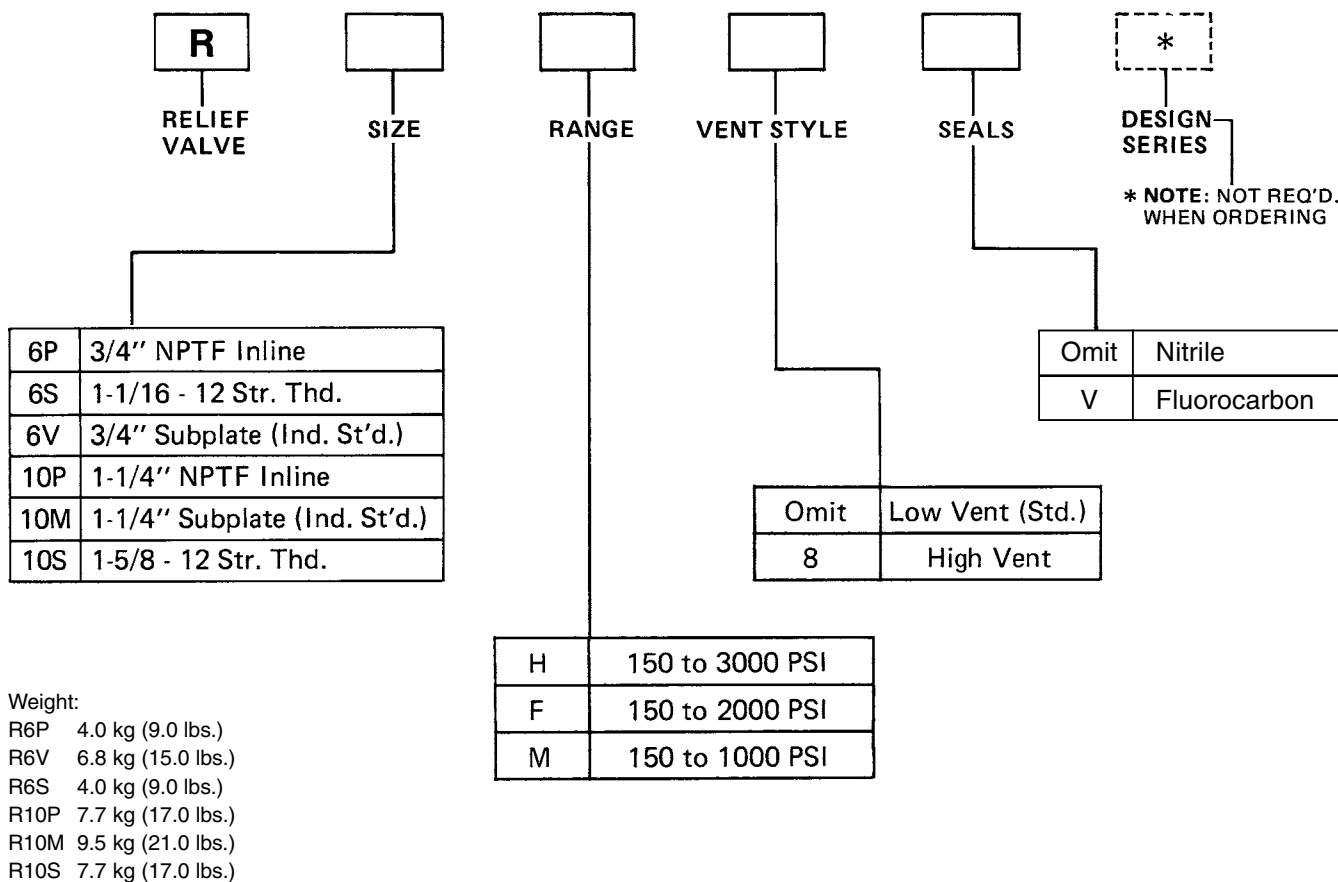 R
*
RELIEF
VALVE
SIZE
RANGE
VENT STYLE
SEALS
DESIGN
SERIES
* NOTE: NOT REQ'D.
WHEN ORDERING
6P 3/4" NPTF Inline
6S 1-1/16 - 12 Str. Thd.
6V 3/4" Subplate (Ind. St'd.)
10P 1-1/4" NPTF Inline
10M 1-1/4" Subplate (Ind. St'd.)
10S 1-5/8 - 12 Str. Thd.
Omit Nitrile
V Fluorocarbon
Omit Low Vent (Std.)
8 High Vent
H 150 to 3000 PSI
F 150 to 2000 PSI
M 150 to 1000 PSI
Weight:
R6P 4.0 kg (9.0 lbs.)
R6V 6.8 kg (15.0 lbs.)
R6S 4.0 kg (9.0 lbs.)
R10P 7.7 kg (17.0 lbs.)
R10M 9.5 kg (21.0 lbs.)
R10S 7.7 kg (17.0 lbs.)